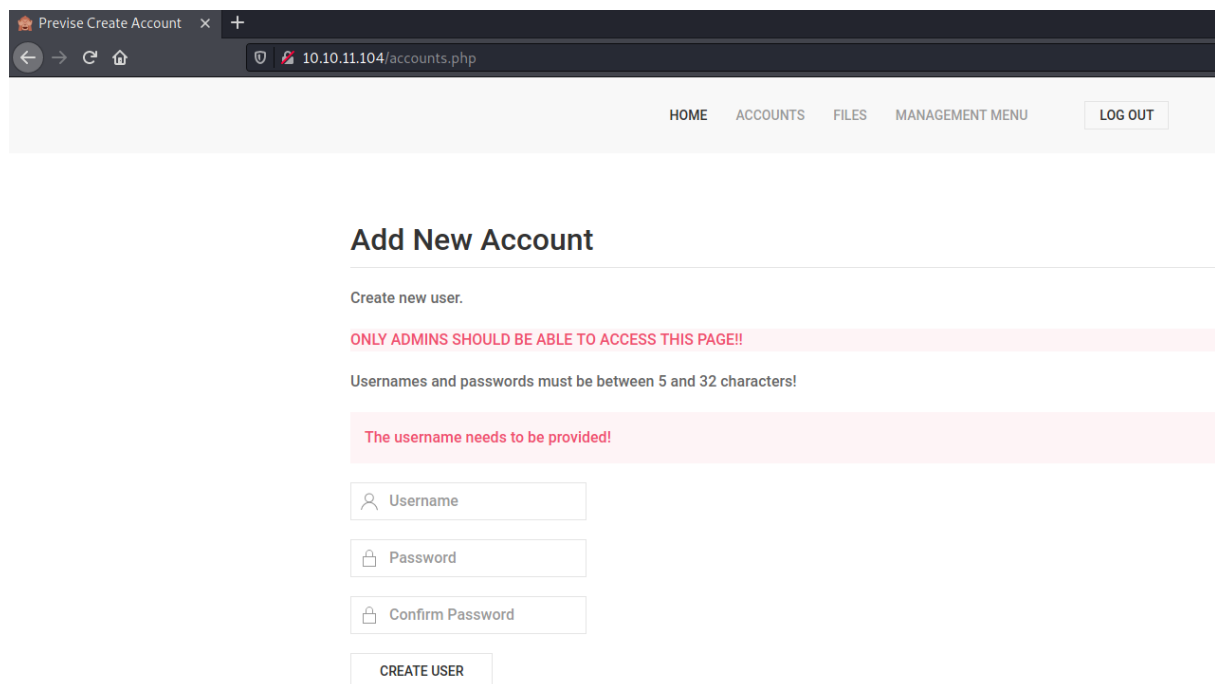 Previse Create Account
10.10.11.104/accounts.php
HOME ACCOUNTS FILES MANAGEMENT MENU LOG OUT
Add New Account
Create new user.
ONLY ADMINS SHOULD BE ABLE TO ACCESS THIS PAGE!!
Usernames and passwords must be between 5 and 32 characters!
The username needs to be provided!
Username
Password
Confirm Password
CREATE USER